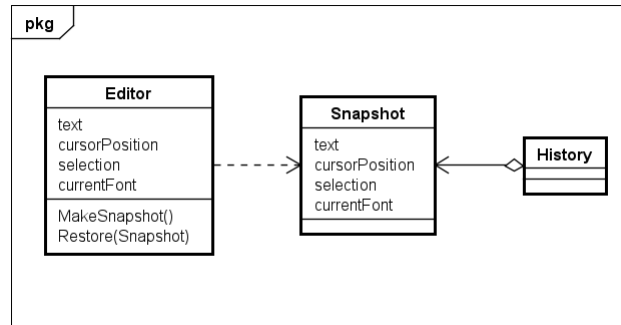 pkg
Editor
text
cursorPosition
selection
currentFont
MakeSnapshot()
Restore(Snapshot)
Snapshot
text
cursorPosition
selection
currentFont
History